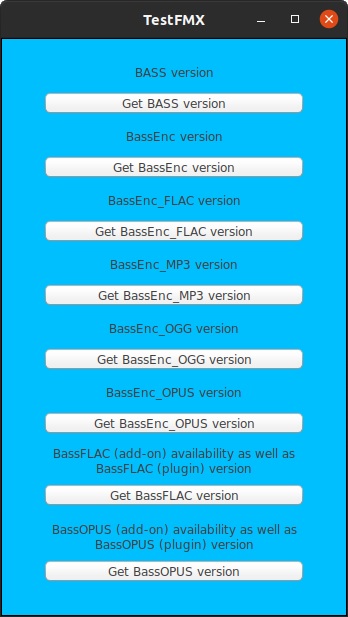 TestFMX
BASS version
Get BASS version
BassEnc version
Get BassEnc version
BassEnc_FLAC version
Get BassEnc_FLAC version
BassEnc_MP3 version
Get BassEnc_MP3 version
BassEnc_OGG version
Get BassEnc_OGG version
BassEnc_OPUS version
Get BassEnc_OPUS version
BassFLAC (add-on) availability as well as
BassFLAC (plugin) version
Get BassFLAC version
BassOPUS (add-on) availability as well as
BassOPUS (plugin) version
Get BassOPUS version